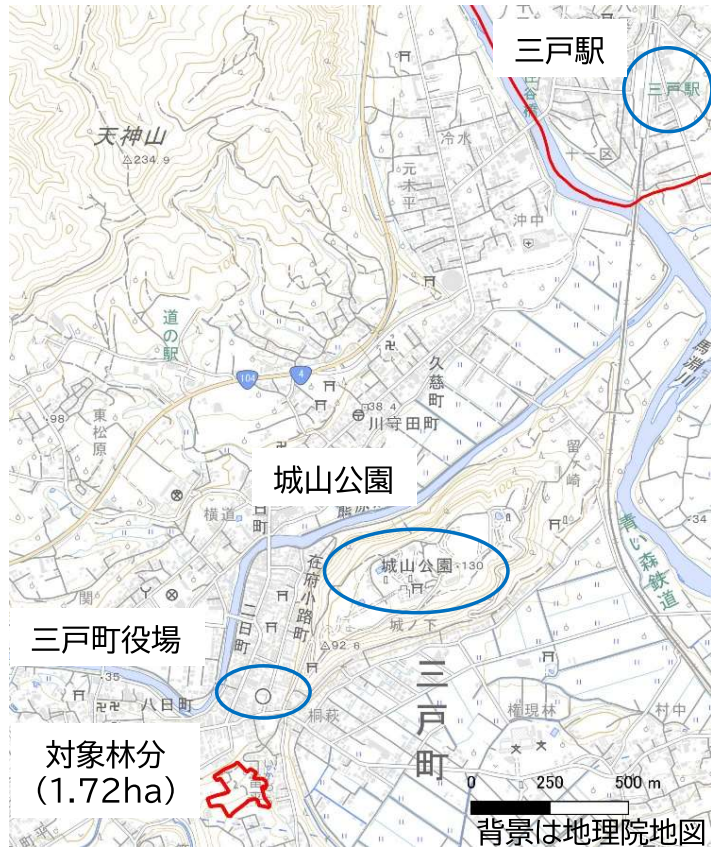 三戸駅
三戸駅
天神山
△234.9
冷水
元木平
十一区
沖中
道の駅
104
4
馬淵川
久慈町
38.4
川守田町
・98
東松原
留ヶ崎
城山公園
横道
・34
城山公園・130
在府小路町
青い森鉄道
関
二日町
城ノ下
三戸町役場
△92.6
三戸町
・35
八日町
桐萩
権現林
村中
対象林分
(1.72ha)
0 250 500 m
背景は地理院地図